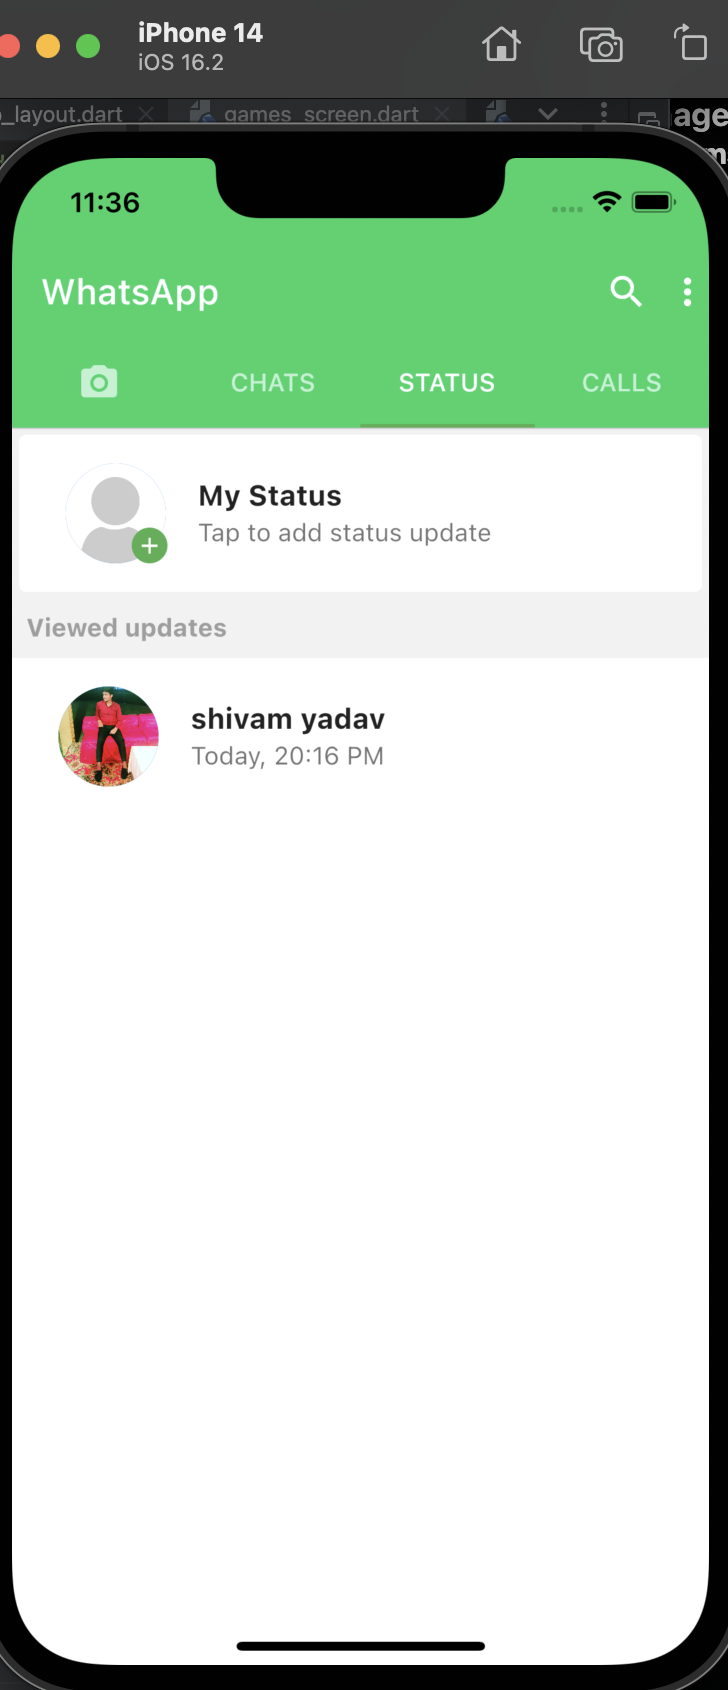 iPhone 14
iOS 16.2
_layout.dart
games_screen.dart
age
11:36
WhatsApp
CHATS STATUS CALLS
My Status
Tap to add status update
Viewed updates
shivam yadav
Today, 20:16 PM